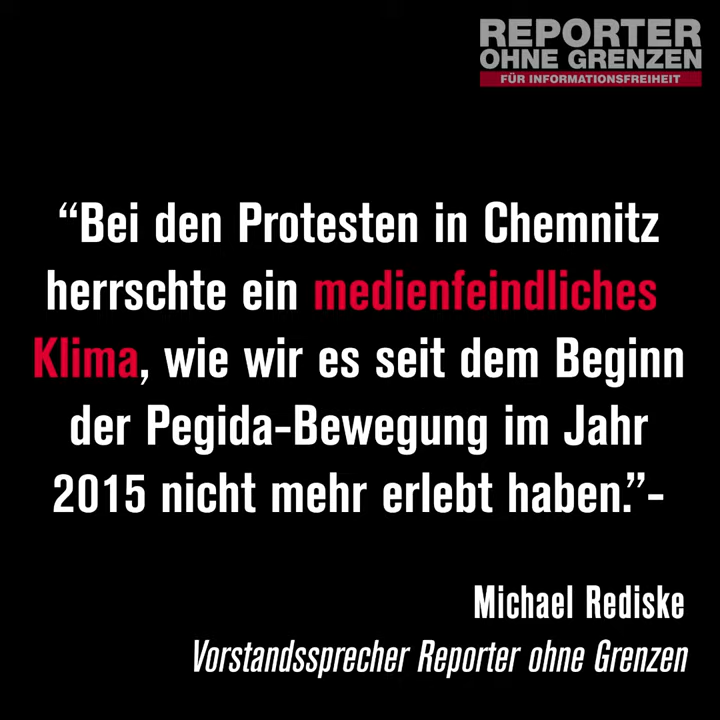 REPORTER
OHNE GRENZEN
FÜR INFORMATIONSFREIHEIT
“Bei den Protesten in Chemnitz
herrschte ein medienfeindliches
Klima, wie wir es seit dem Beginn
der Pegida-Bewegung im Jahr
2015 nicht mehr erlebt haben.”-
Michael Rediske
Vorstandssprecher Reporter ohne Grenzen